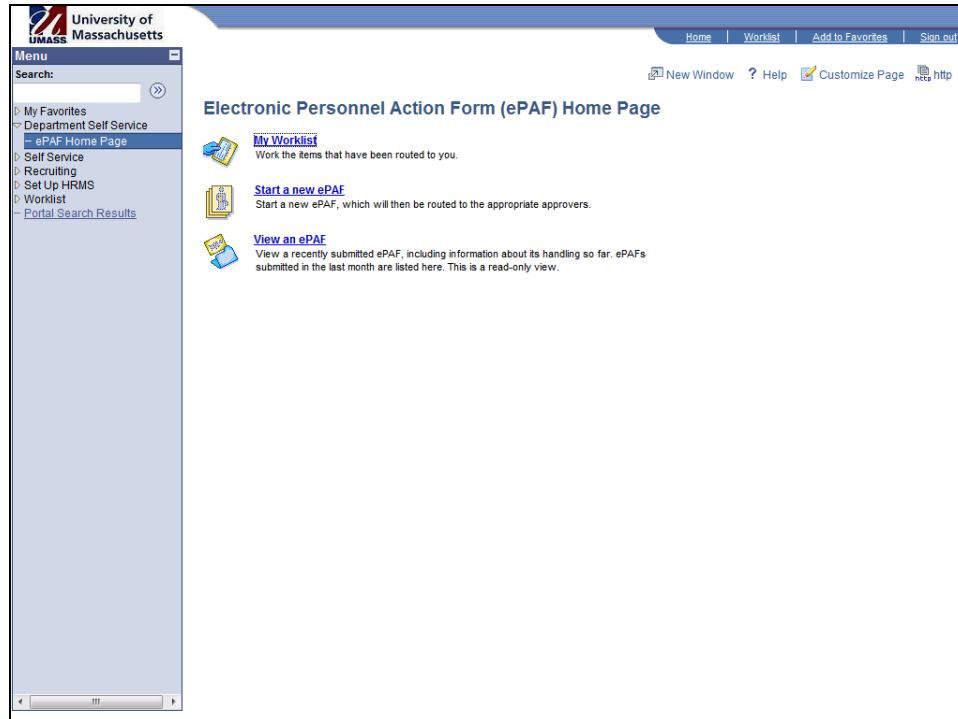 University of
UMASS Massachusetts
Home | Worklist | Add to Favorites | Sign out
Menu
Search:
New Window ? Help Customize Page http
My Favorites
Department Self Service
– ePAF Home Page
Self Service
Recruiting
Set Up HRMS
Worklist
– Portal Search Results
Electronic Personnel Action Form (ePAF) Home Page
My Worklist
Work the items that have been routed to you.
Start a new ePAF
Start a new ePAF, which will then be routed to the appropriate approvers.
View an ePAF
View a recently submitted ePAF, including information about its handling so far. ePAFs
submitted in the last month are listed here. This is a read-only view.